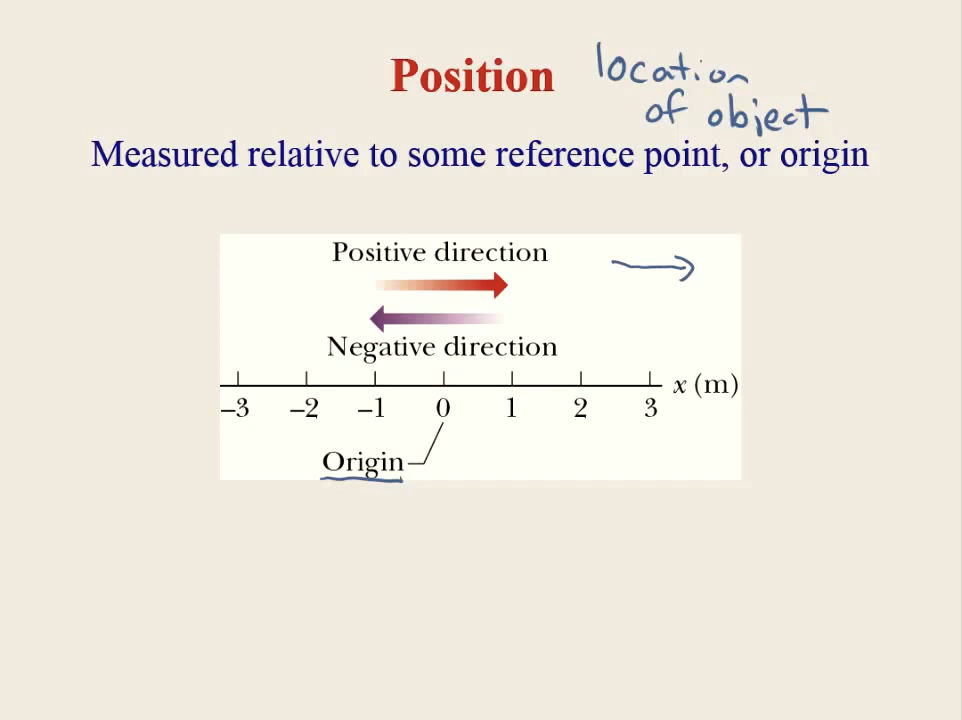 Position
location
of object
Measured relative to some reference point, or origin
Positive direction
Negative direction
x (m)
–3 –2 –1 0 1 2 3
Origin